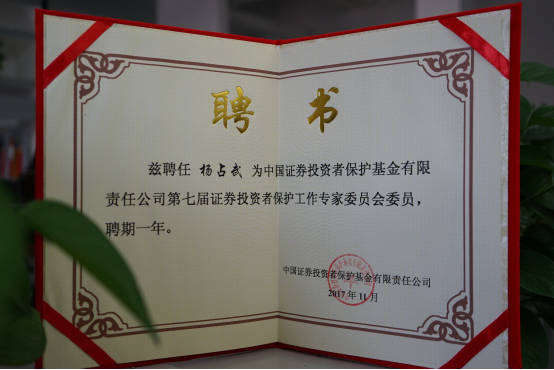 聘 书
兹聘任 杨占武 为中国证券投资者保护基金有限
责任公司第七届证券投资者保护工作专家委员会委员，
聘期一年。
中国证券投资者保护基金有限责任公司
2017年11月